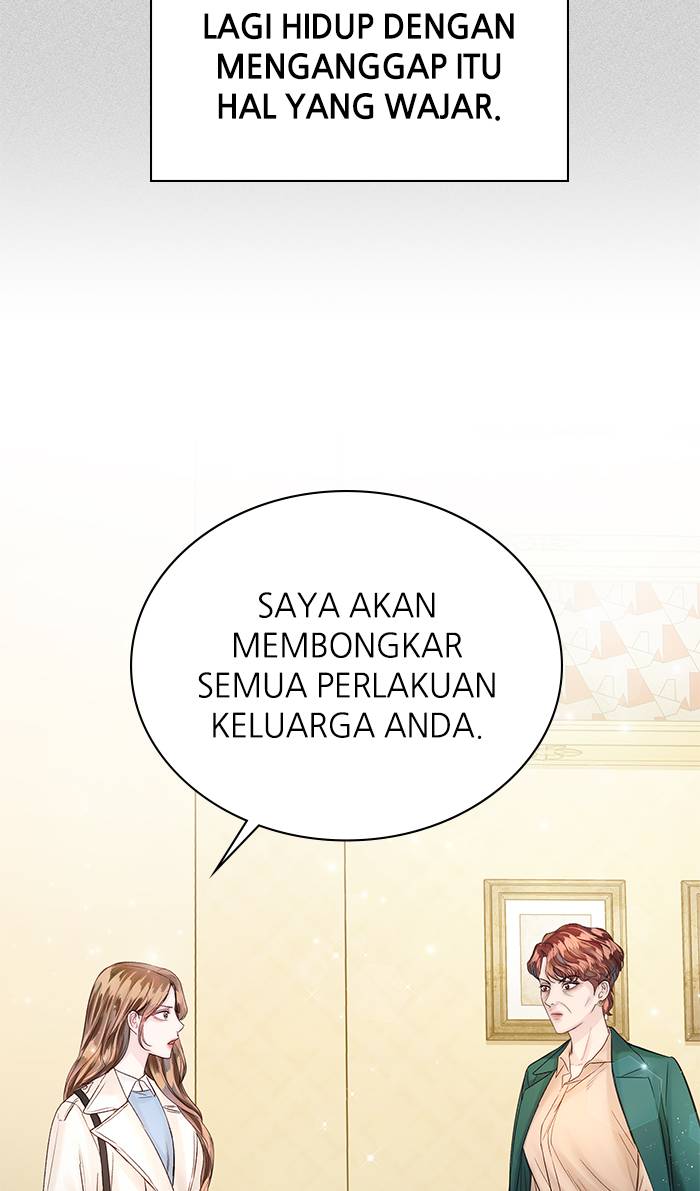 LAGI HIDUP DENGAN
MENGANGGAP ITU
HAL YANG WAJAR.
SAYA AKAN
MEMBONGKAR
SEMUA PERLAKUAN
KELUARGA ANDA.